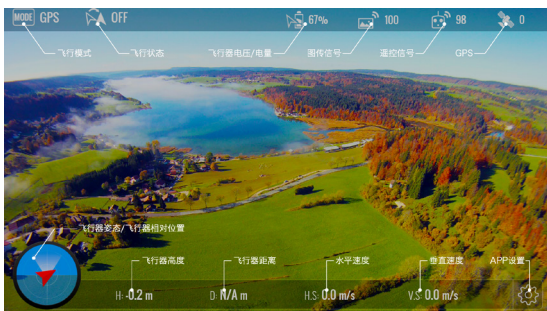 MODE GPS OFF 67% 100 98 0
飞行模式 飞行状态 飞行器电压/电量 图传信号 遥控信号 GPS
飞行器姿态/飞行器相对位置
飞行器高度 飞行器距离 水平速度 垂直速度 APP设置
H: -0.2 m D: N/A m H.S: 0.0 m/s V.S: 0.0 m/s